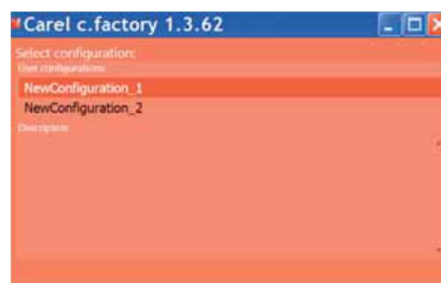 Carel c.factory 1.3.62
Select configuration:
User configurations:
NewConfiguration_1
NewConfiguration_2
Description